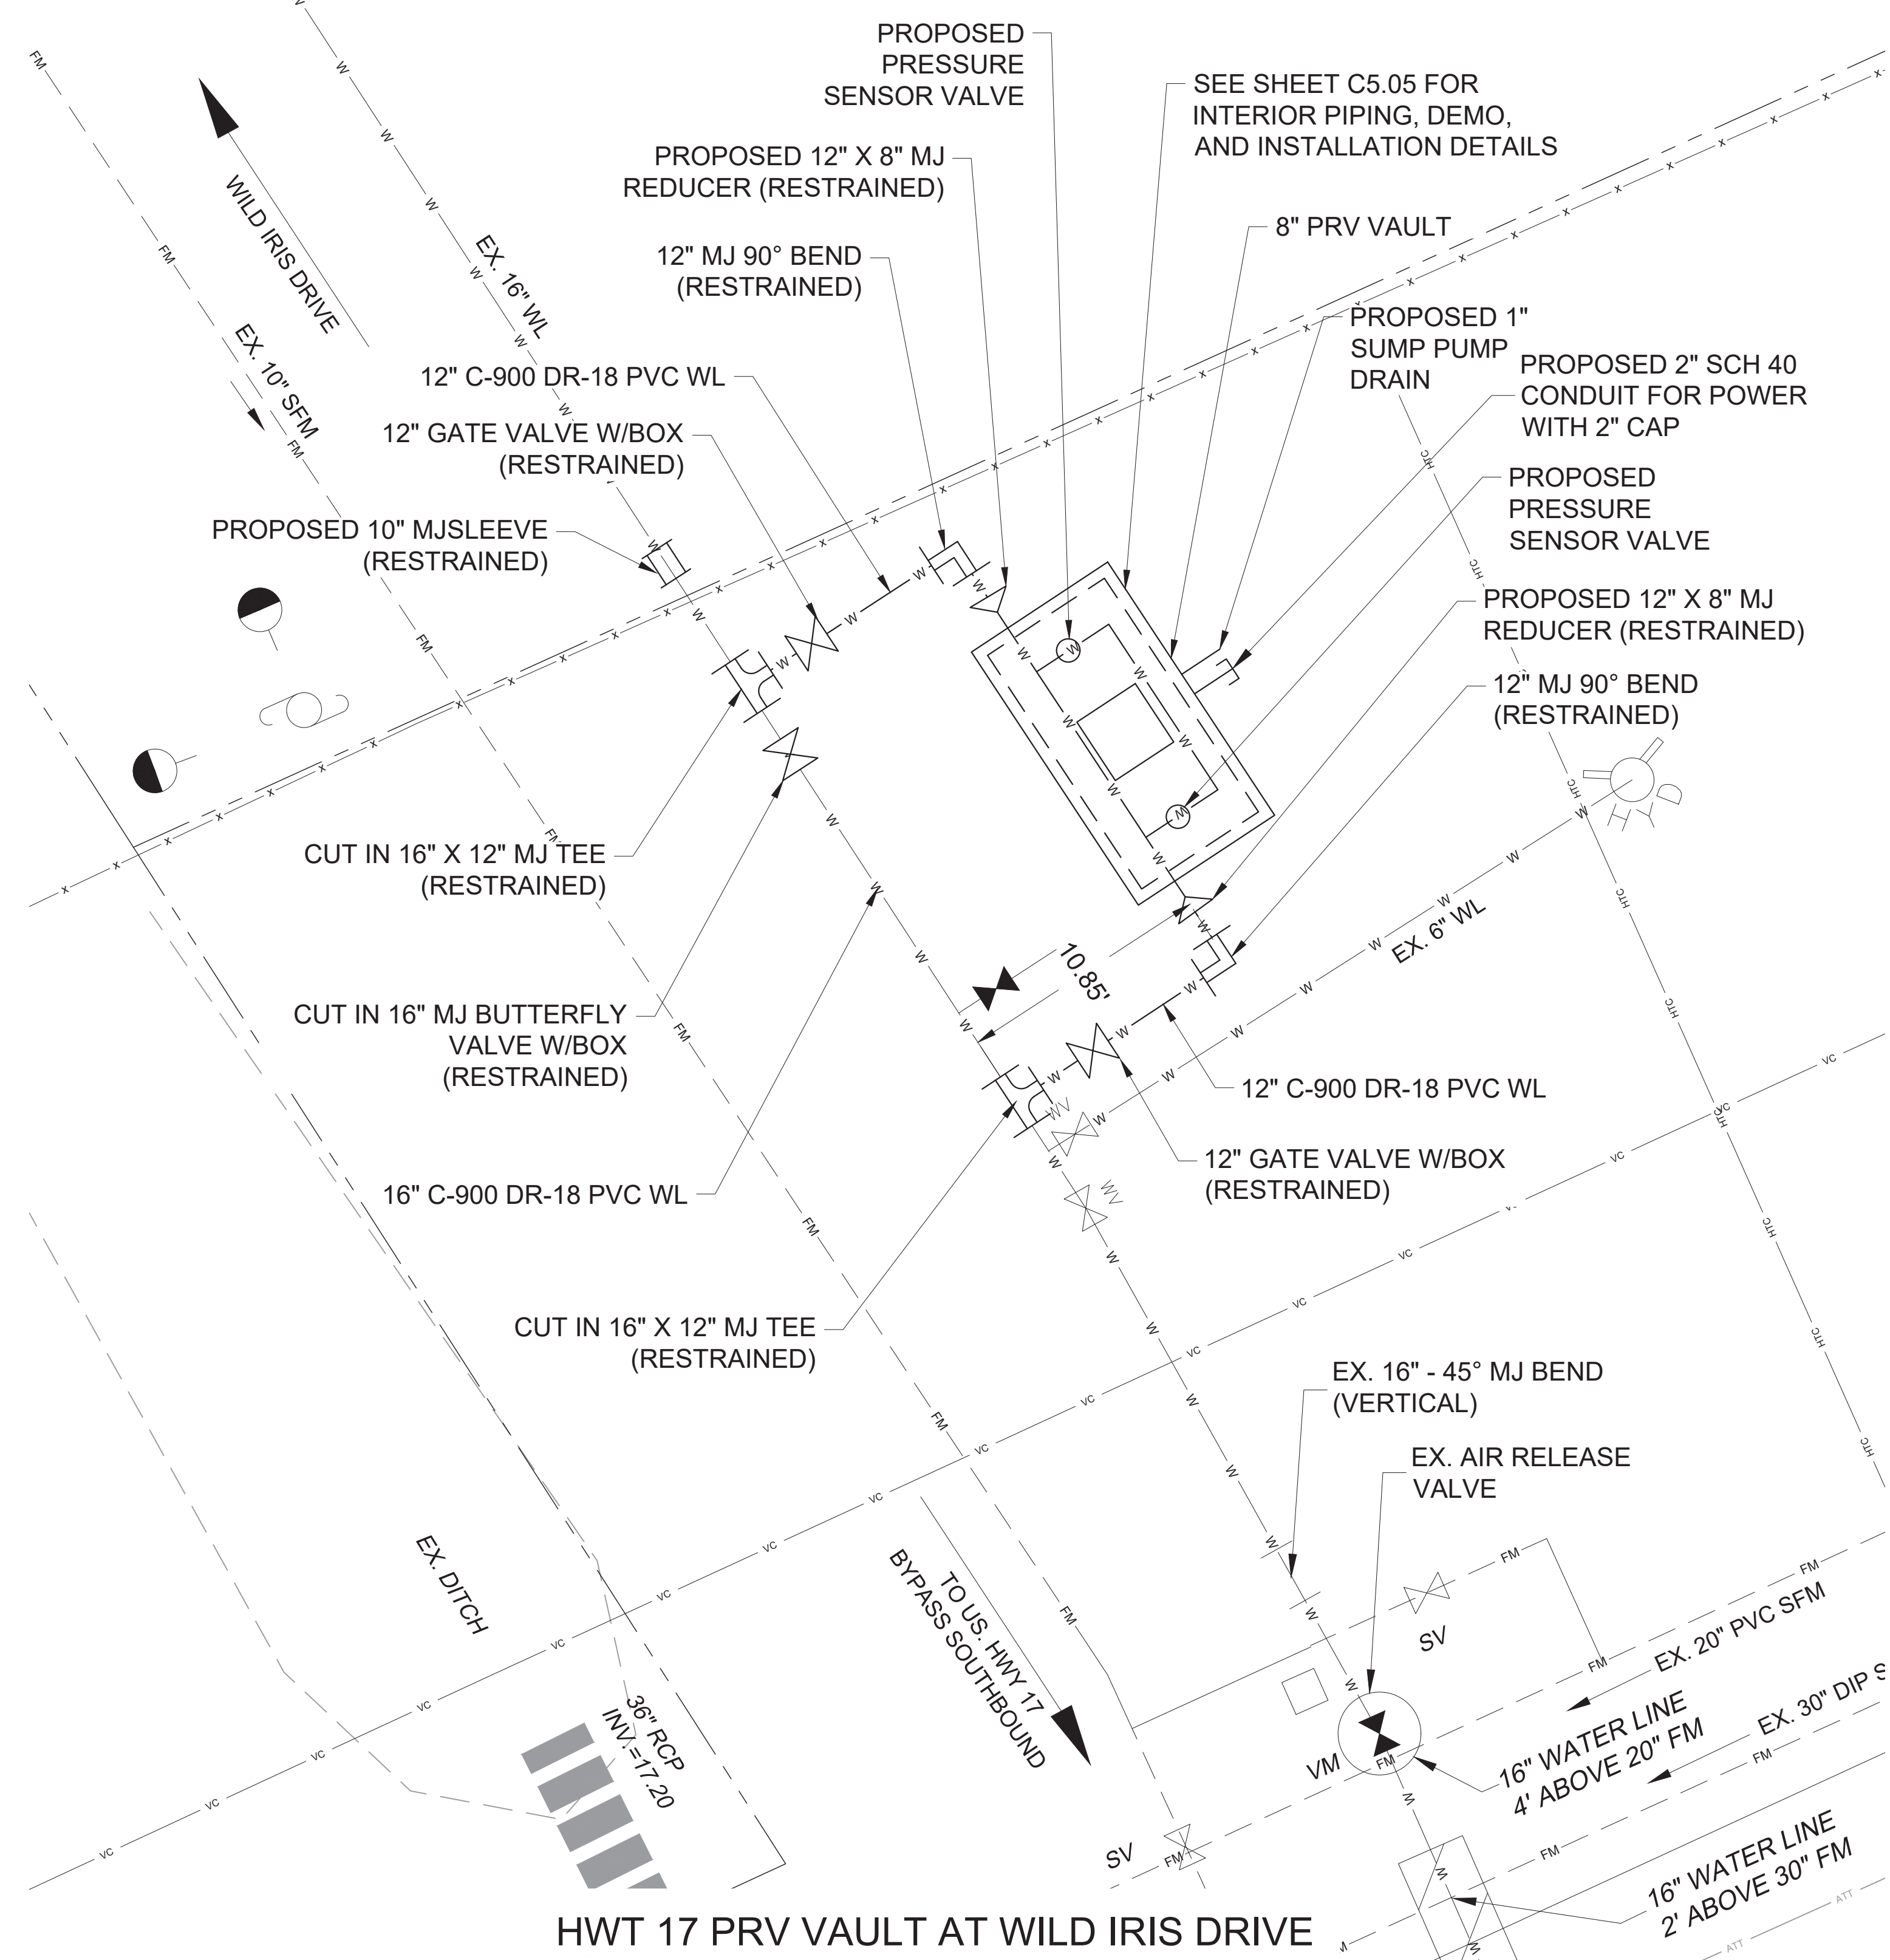 PROPOSED
PRESSURE
SENSOR VALVE
SEE SHEET C5.05 FOR
INTERIOR PIPING, DEMO,
AND INSTALLATION DETAILS
PROPOSED 12" X 8" MJ
REDUCER (RESTRAINED)
8" PRV VAULT
12" MJ 90° BEND
(RESTRAINED)
WILD IRIS DRIVE
EX. 16" WL
EX. 10" SFM
PROPOSED 1"
SUMP PUMP
DRAIN
PROPOSED 2" SCH 40
CONDUIT FOR POWER
WITH 2" CAP
12" C-900 DR-18 PVC WL
12" GATE VALVE W/BOX
(RESTRAINED)
PROPOSED
PRESSURE
SENSOR VALVE
PROPOSED 10" MJSLEEVE
(RESTRAINED)
PROPOSED 12" X 8" MJ
REDUCER (RESTRAINED)
12" MJ 90° BEND
(RESTRAINED)
HYD
CUT IN 16" X 12" MJ TEE
(RESTRAINED)
EX. 6" WL
10.85'
CUT IN 16" MJ BUTTERFLY
VALVE W/BOX
(RESTRAINED)
12" C-900 DR-18 PVC WL
WV
12" GATE VALVE W/BOX
(RESTRAINED)
WV
16" C-900 DR-18 PVC WL
CUT IN 16" X 12" MJ TEE
(RESTRAINED)
EX. 16" - 45° MJ BEND
(VERTICAL)
EX. AIR RELEASE
VALVE
EX. DITCH
TO US. HWY 17
BYPASS SOUTHBOUND
SV
EX. 20" PVC SFM
36" RCP
INV.=17.20
VM
16" WATER LINE
4' ABOVE 20" FM
EX. 30" DIP S
SV
16" WATER LINE
2' ABOVE 30" FM
ATT
ATT
HWT 17 PRV VAULT AT WILD IRIS DRIVE